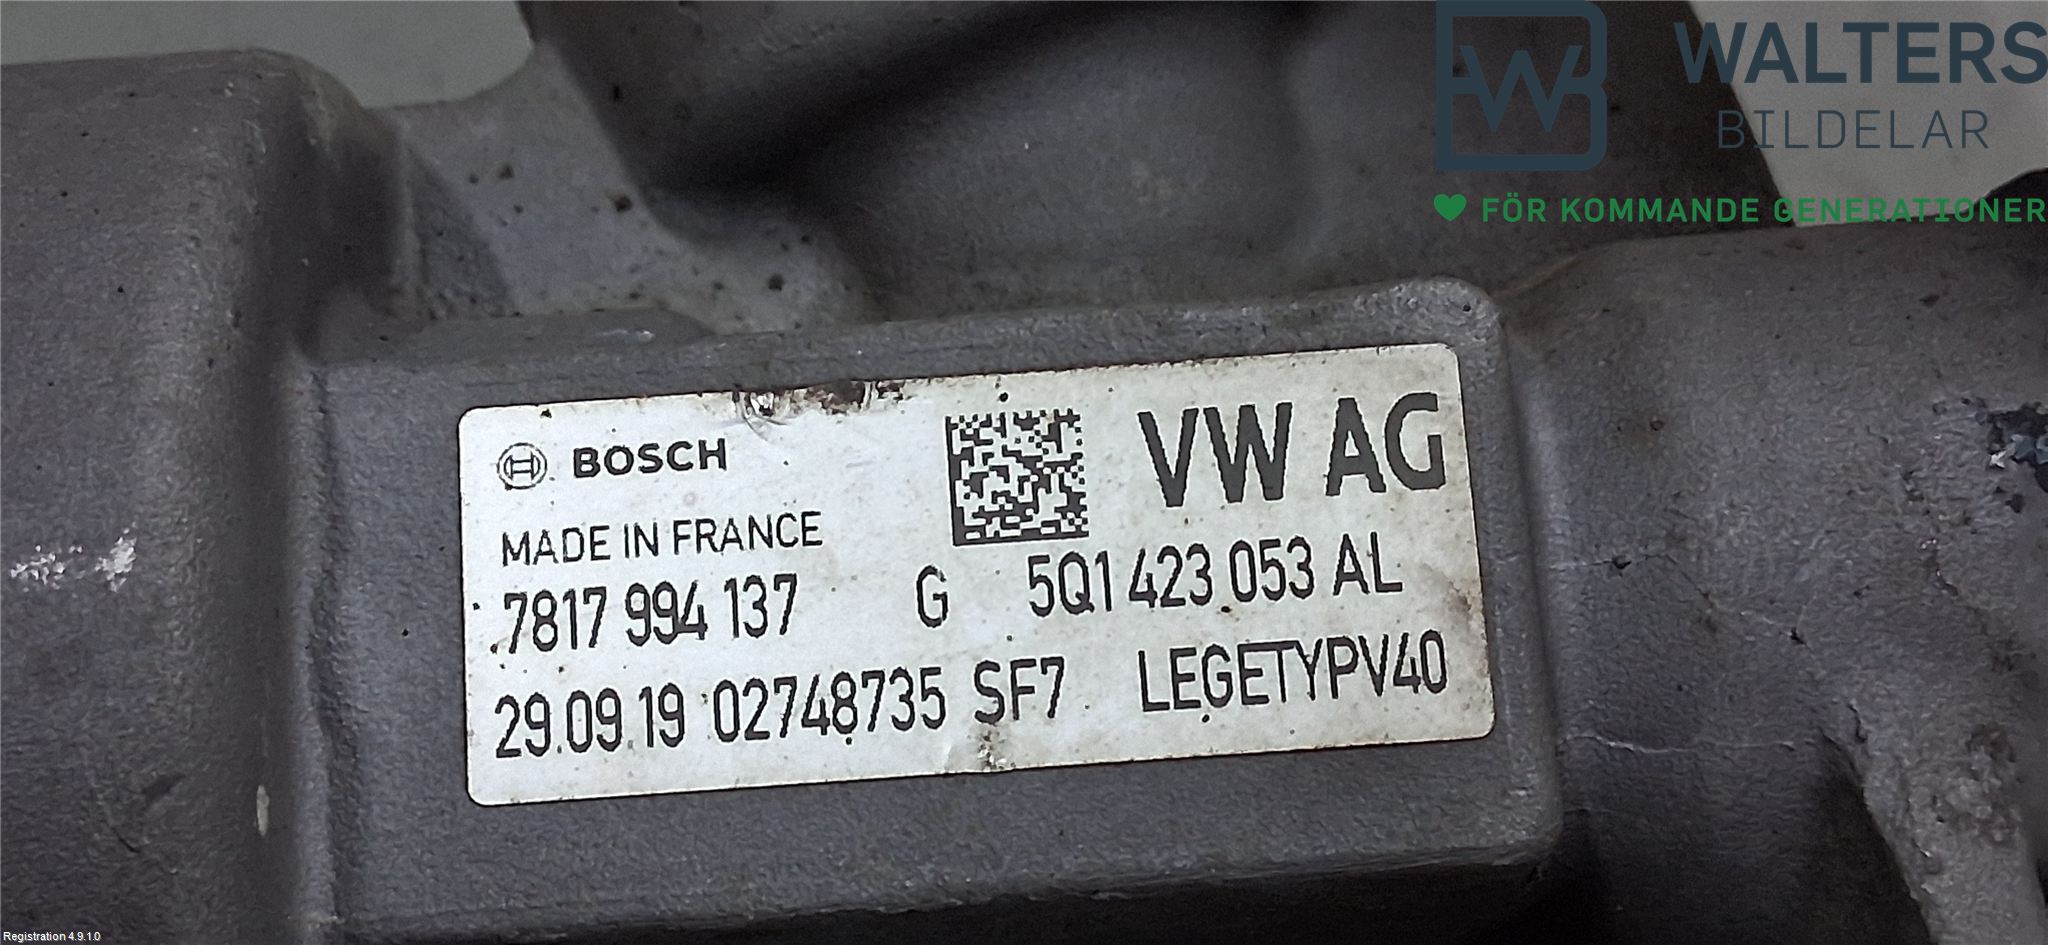 WALTERS
BILDELAR
FÖR KOMMANDE GENERATIONER
BOSCH
VW AG
MADE IN FRANCE
7817 994 137 G 5Q1 423 053 AL
29.09.19 02748735 SF7 LEGETYPV40
Registration 4.9.1.0